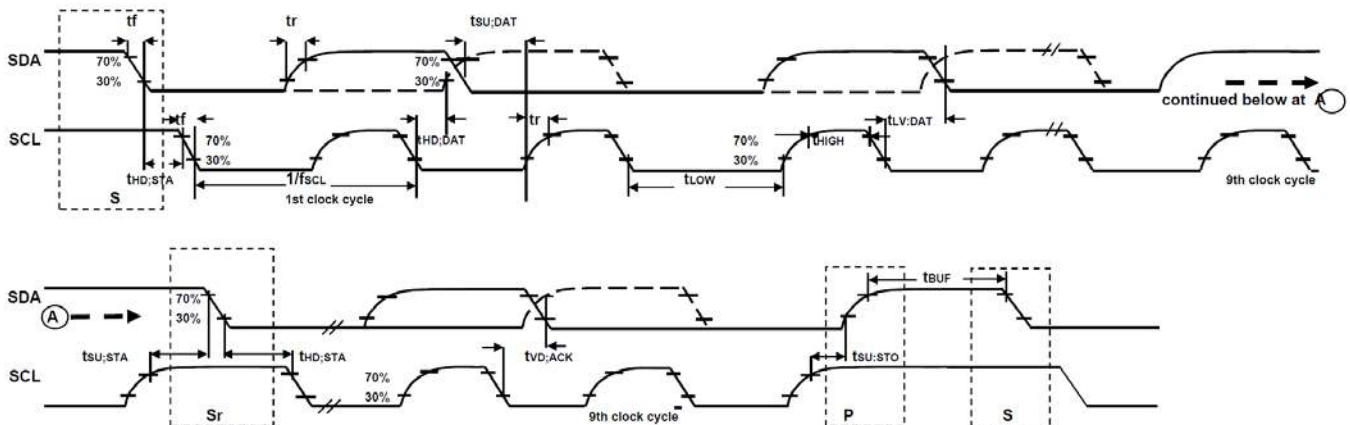 tf tr tSU;DAT
SDA 70% 70%
30% 30%
continued below at A
tf tHD;DAT tr tLV:DAT
SCL 70% 70% tHIGH
30% 30%
tHD;STA 1/fSCL tLOW
S 1st clock cycle 9th clock cycle
tBUF
SDA 70%
A 30%
tSU;STA tHD;STA tVD;ACK tSU:STO
SCL 70%
30%
Sr 9th clock cycle P S